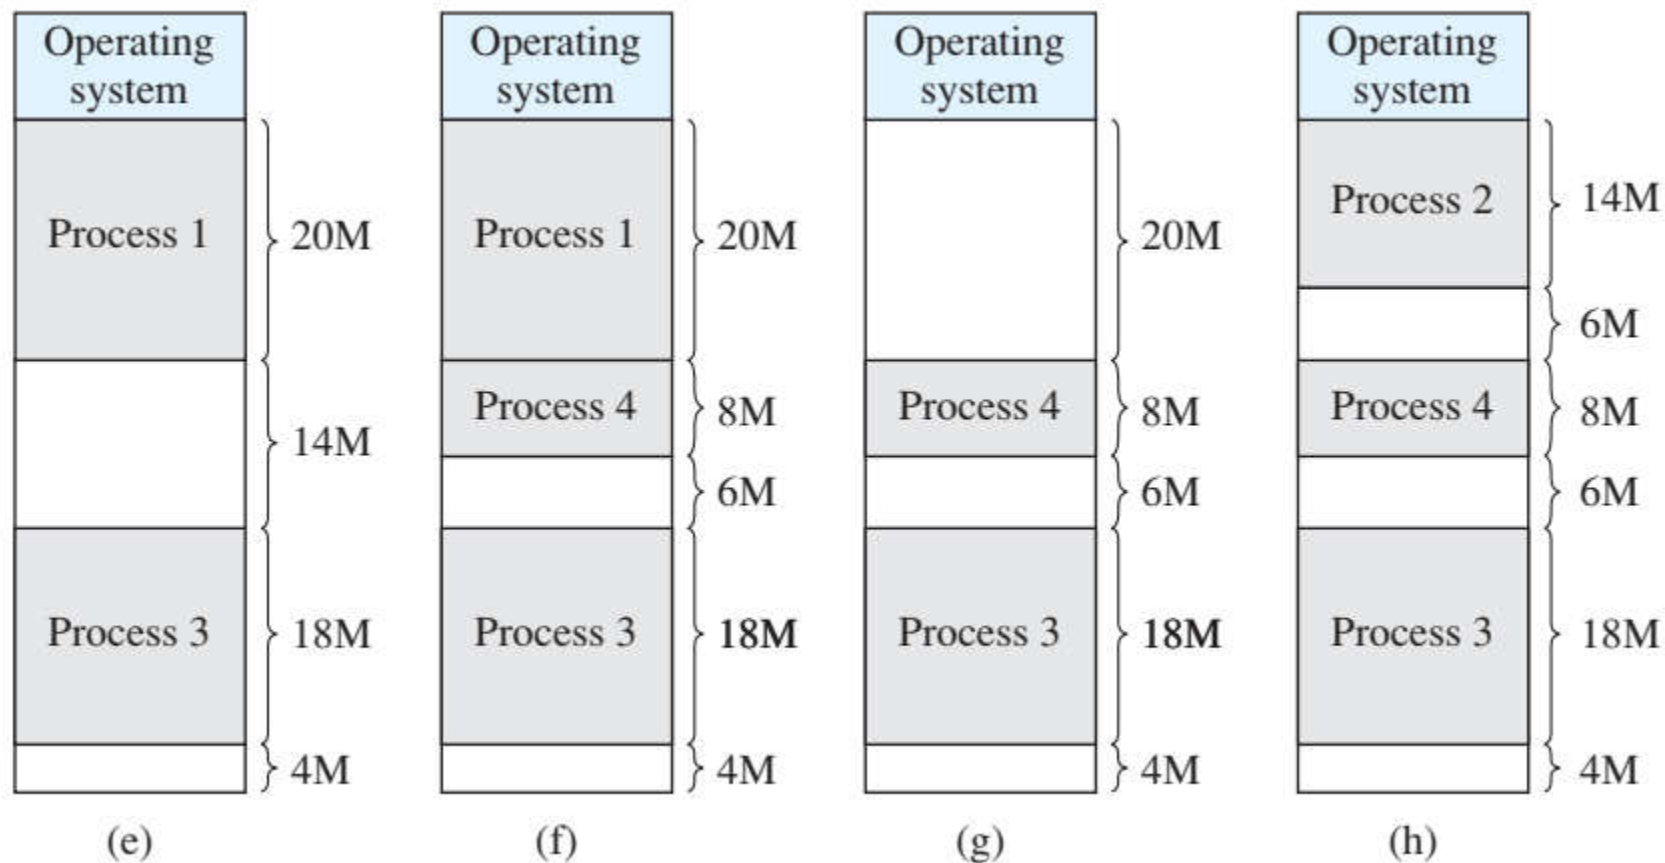 Operating
system
Process 1
20M
14M
Process 3
18M
4M
(e)
Operating
system
Process 1
20M
Process 4
8M
6M
Process 3
18M
4M
(f)
Operating
system
20M
Process 4
8M
6M
Process 3
18M
4M
(g)
Operating
system
Process 2
14M
6M
Process 4
8M
6M
Process 3
18M
4M
(h)